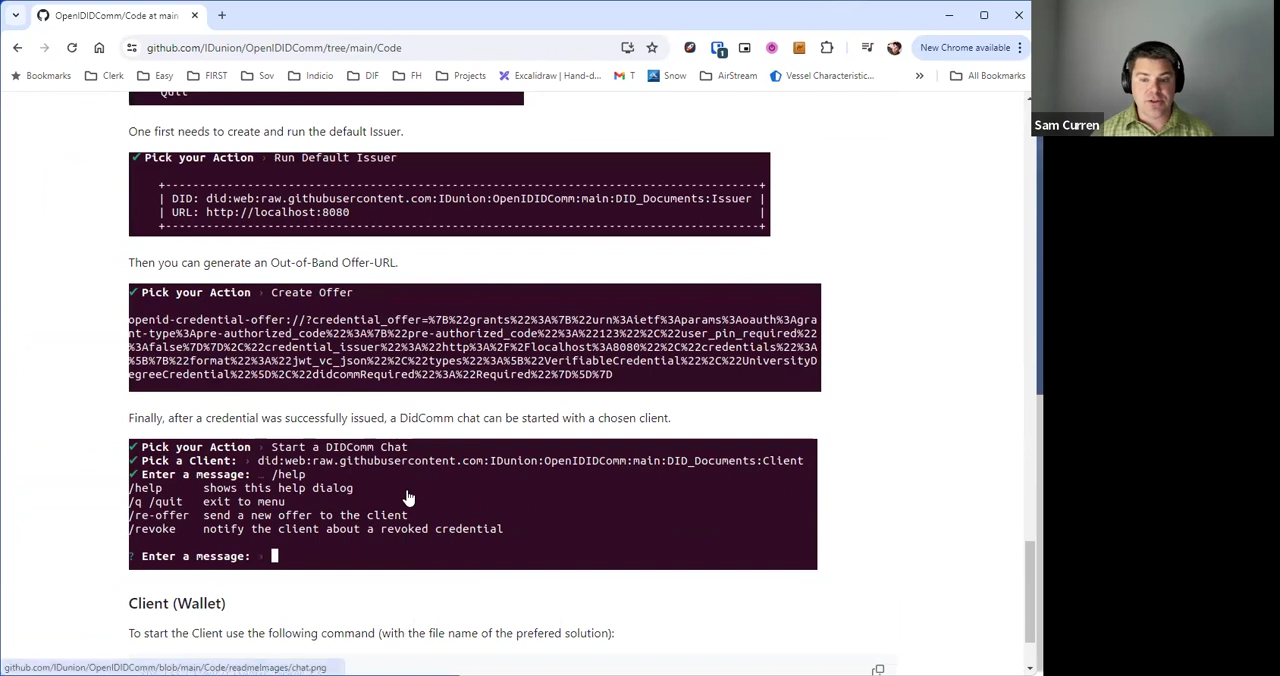 OpenIDIDComm/Code at main
github.com/IDunion/OpenIDIDComm/tree/main/Code
New Chrome available
Bookmarks
Clerk
Easy
FIRST
Sov
Indicio
DIF
FH
Projects
Excalidraw | Hand-d...
T
Snow
AirStream
Vessel Characteristic...
»
All Bookmarks
Sam Curren
Quit
One first needs to create and run the default Issuer.
✔ Pick your Action › Run Default Issuer
+---------------------------------------------------------------------------+
| DID: did:web:raw.githubusercontent.com:IDunion:OpenIDIDComm:main:DID_Documents:Issuer |
| URL: http://localhost:8080 |
+---------------------------------------------------------------------------+
Then you can generate an Out-of-Band Offer-URL.
✔ Pick your Action › Create Offer
openid-credential-offer://?credential_offer=%7B%22grants%22%3A%7B%22urn%3Aietf%3Aparams%3Aoauth%3Agra
nt-type%3Apre-authorized_code%22%3A%7B%22pre-authorized_code%22%3A%22123%22%2C%22user_pin_required%22
%3Afalse%7D%7D%2C%22credential_issuer%22%3A%22http%3A%2F%2Flocalhost%3A8080%22%2C%22credentials%22%3A
%5B%7B%22format%22%3A%22jwt_vc_json%22%2C%22types%22%3A%5B%22VerifiableCredential%22%2C%22UniversityD
egreeCredential%22%5D%2C%22didcommRequired%22%3A%22Required%22%7D%5D%7D
Finally, after a credential was successfully issued, a DidComm chat can be started with a chosen client.
✔ Pick your Action › Start a DIDComm Chat
✔ Pick a Client: › did:web:raw.githubusercontent.com:IDunion:OpenIDIDComm:main:DID_Documents:Client
✔ Enter a message: … /help
/help shows this help dialog
/q /quit exit to menu
/re-offer send a new offer to the client
/revoke notify the client about a revoked credential
? Enter a message: ›
Client (Wallet)
To start the Client use the following command (with the file name of the prefered solution):
github.com/IDunion/OpenIDIDComm/blob/main/Code/readmeImages/chat.png